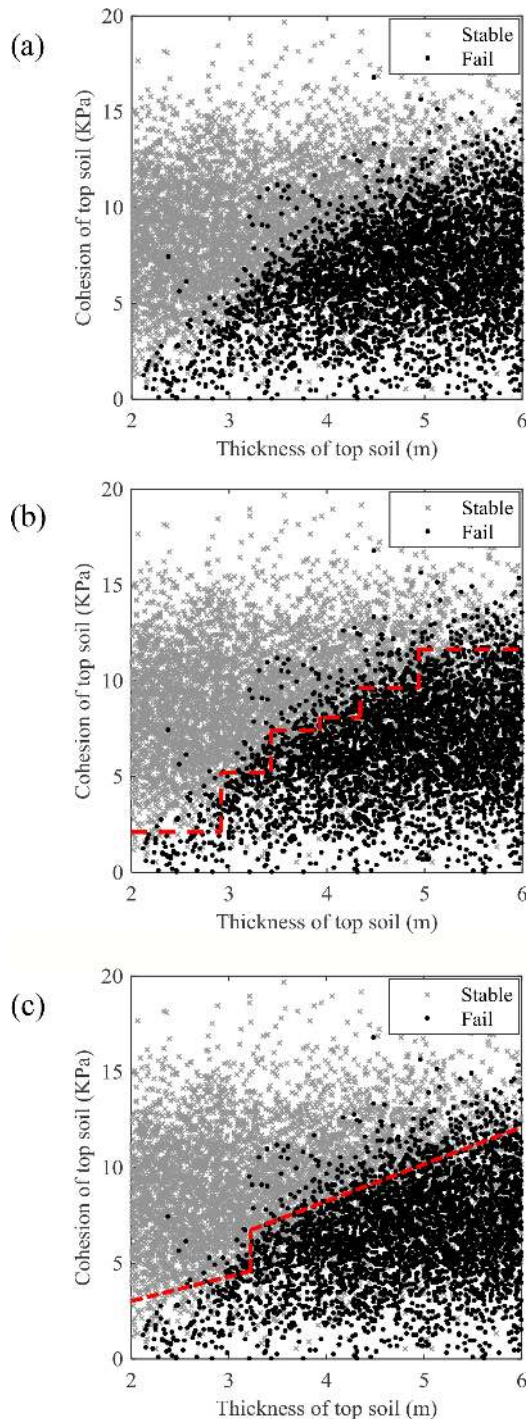 (a)
20
15
10
5
0
Cohesion of top soil (KPa)
Stable
Fail
2 3 4 5 6
Thickness of top soil (m)
(b)
20
15
10
5
0
Cohesion of top soil (KPa)
Stable
Fail
2 3 4 5 6
Thickness of top soil (m)
(c)
20
15
10
5
0
Cohesion of top soil (KPa)
Stable
Fail
2 3 4 5 6
Thickness of top soil (m)